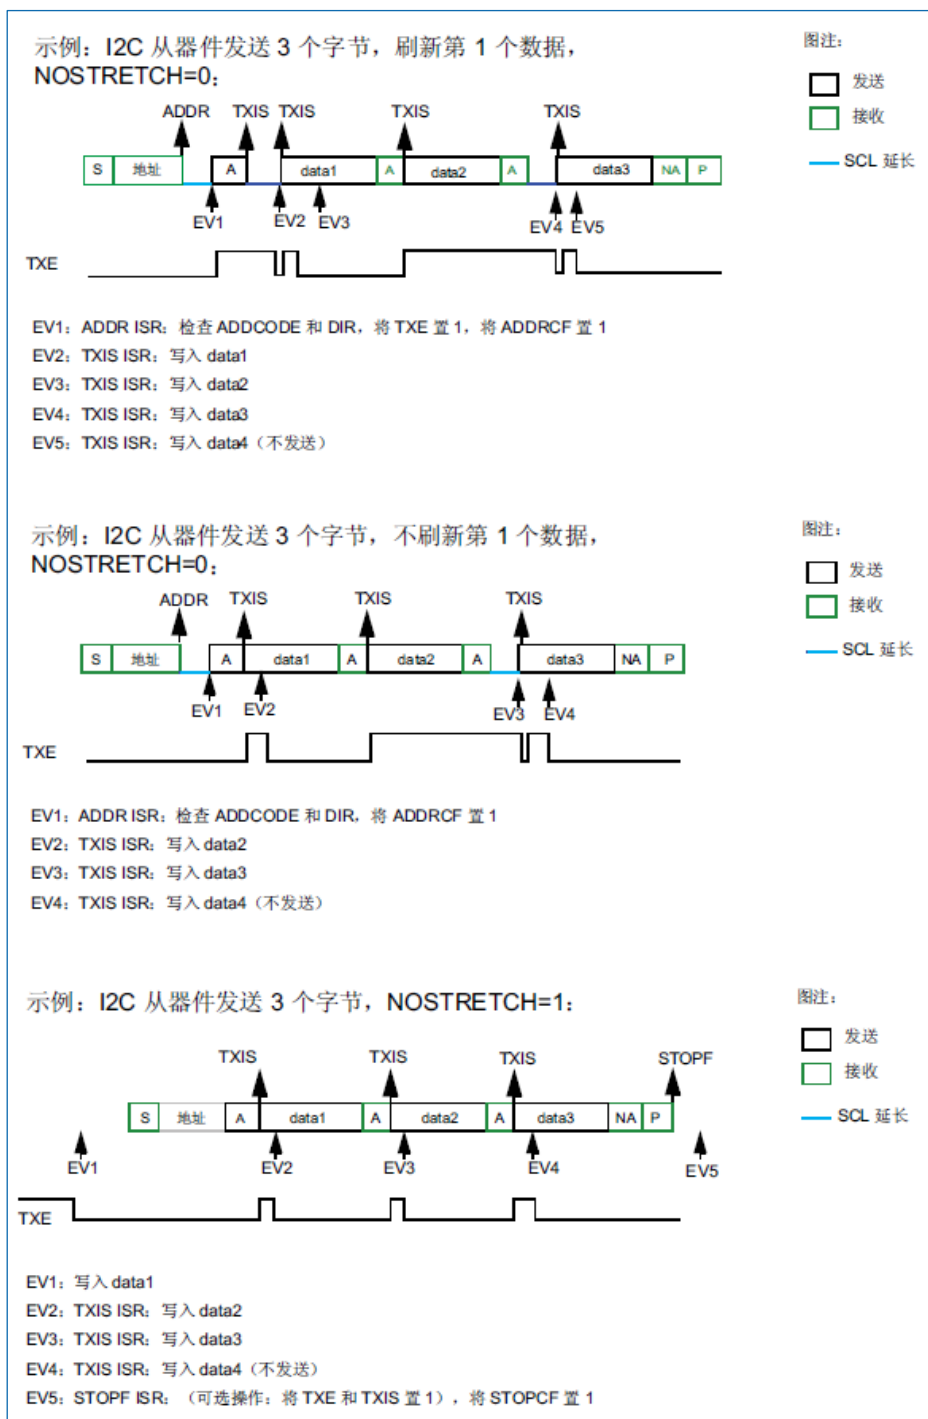 示例：I2C 从器件发送 3 个字节，刷新第 1 个数据，
NOSTRETCH=0：
图注：
发送
接收
SCL 延长
ADDR TXIS TXIS TXIS TXIS
S 地址 A data1 A data2 A data3 NA P
EV1 EV2 EV3 EV4 EV5
TXE
EV1：ADDR ISR：检查 ADDCODE 和 DIR，将 TXE 置 1，将 ADDRCF 置 1
EV2：TXIS ISR：写入 data1
EV3：TXIS ISR：写入 data2
EV4：TXIS ISR：写入 data3
EV5：TXIS ISR：写入 data4（不发送）
示例：I2C 从器件发送 3 个字节，不刷新第 1 个数据，
NOSTRETCH=0：
图注：
发送
接收
SCL 延长
ADDR TXIS TXIS TXIS
S 地址 A data1 A data2 A data3 NA P
EV1 EV2 EV3 EV4
TXE
EV1：ADDR ISR：检查 ADDCODE 和 DIR，将 ADDRCF 置 1
EV2：TXIS ISR：写入 data2
EV3：TXIS ISR：写入 data3
EV4：TXIS ISR：写入 data4（不发送）
示例：I2C 从器件发送 3 个字节，NOSTRETCH=1：
图注：
发送
接收
SCL 延长
TXIS TXIS TXIS STOPF
S 地址 A data1 A data2 A data3 NA P
EV1 EV2 EV3 EV4 EV5
TXE
EV1：写入 data1
EV2：TXIS ISR：写入 data2
EV3：TXIS ISR：写入 data3
EV4：TXIS ISR：写入 data4（不发送）
EV5：STOPF ISR：（可选操作：将 TXE 和 TXIS 置 1），将 STOPCF 置 1